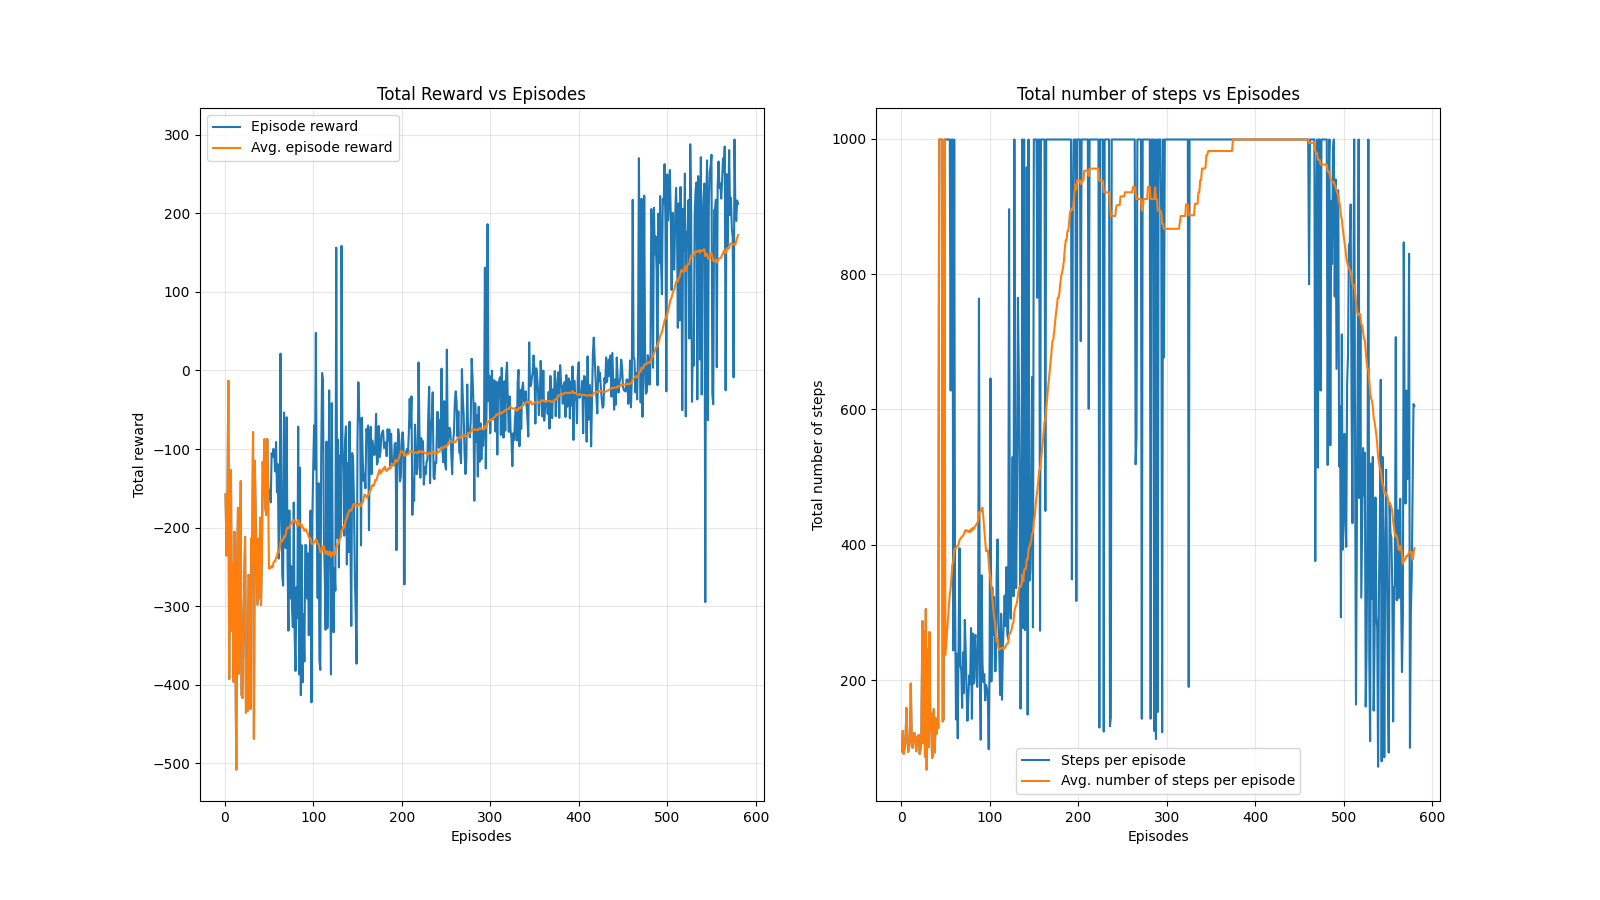 Total Reward vs Episodes
Episode reward
Avg. episode reward
300
200
100
0
−100
−200
−300
−400
−500
Total reward
0 100 200 300 400 500 600
Episodes
Total number of steps vs Episodes
1000
800
600
400
200
Total number of steps
Steps per episode
Avg. number of steps per episode
0 100 200 300 400 500 600
Episodes